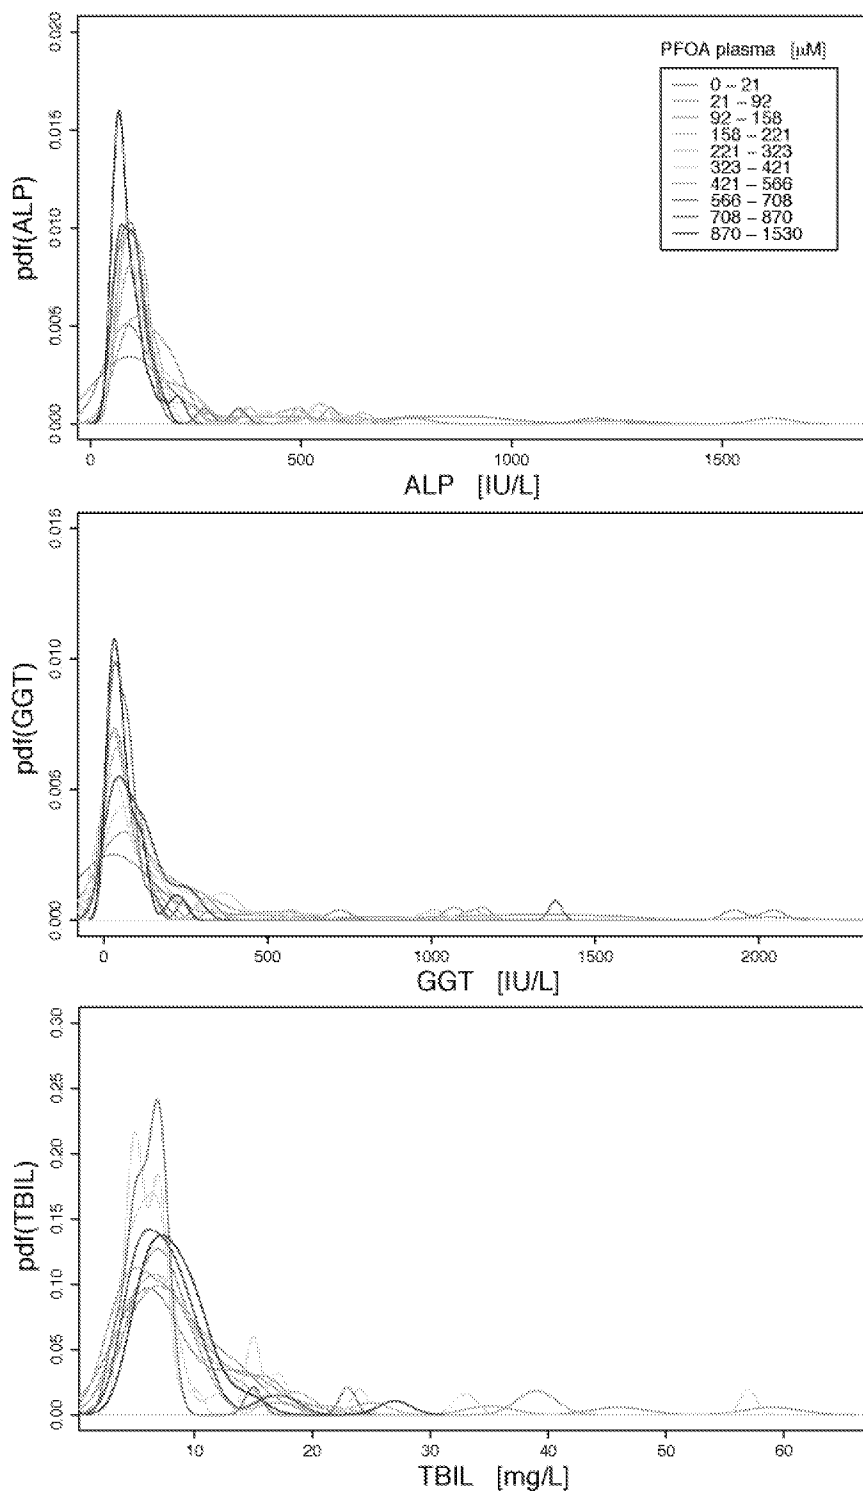 0.020
PFOA plasma [µM]
0 – 21
21 – 92
92 – 158
158 – 221
221 – 323
323 – 421
421 – 566
566 – 708
708 – 870
870 – 1530
0.015
0.010
0.005
0.000
pdf(ALP)
0 500 1000 1500
ALP [IU/L]
0.015
0.010
0.005
0.000
pdf(GGT)
0 500 1000 1500 2000
GGT [IU/L]
0.30
0.25
0.20
0.15
0.10
0.05
0.00
pdf(TBIL)
10 20 30 40 50 60
TBIL [mg/L]